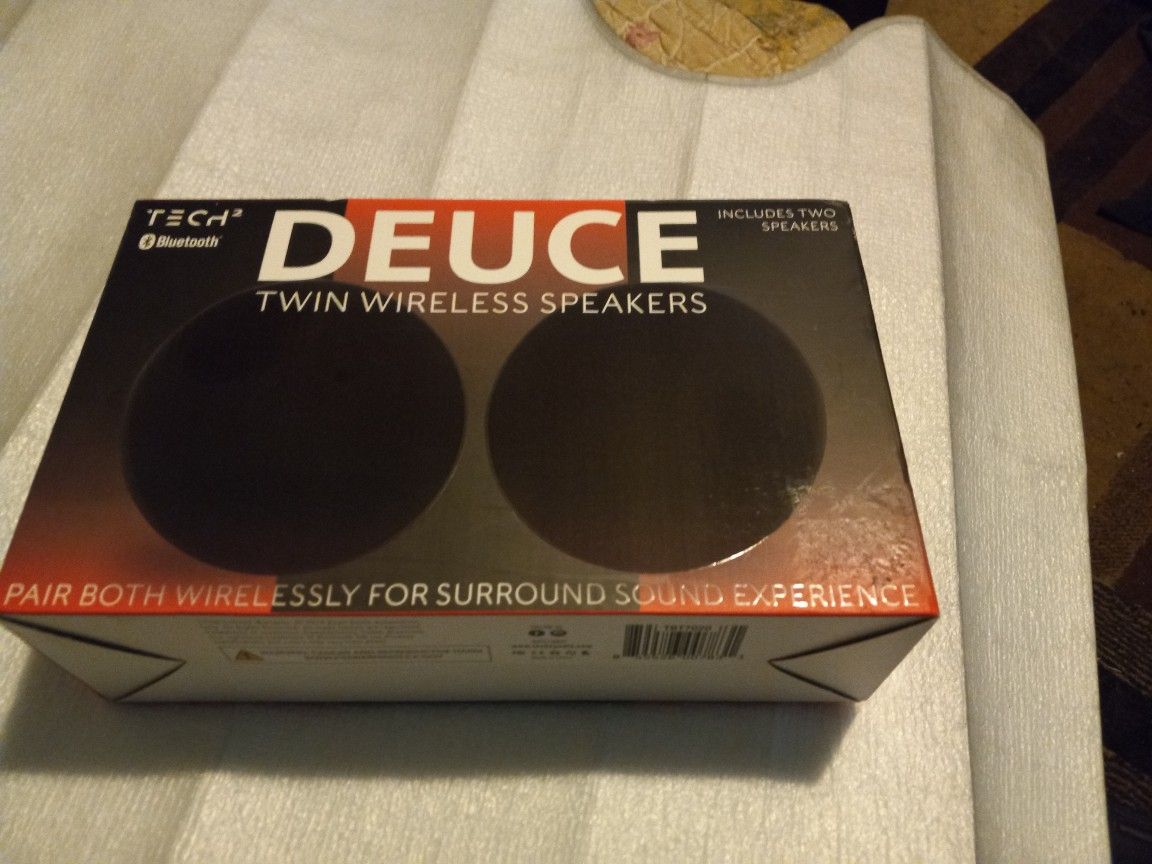 TECH²
Bluetooth
DEUCE
INCLUDES TWO
SPEAKERS
TWIN WIRELESS SPEAKERS
PAIR BOTH WIRELESSLY FOR SURROUND SOUND EXPERIENCE